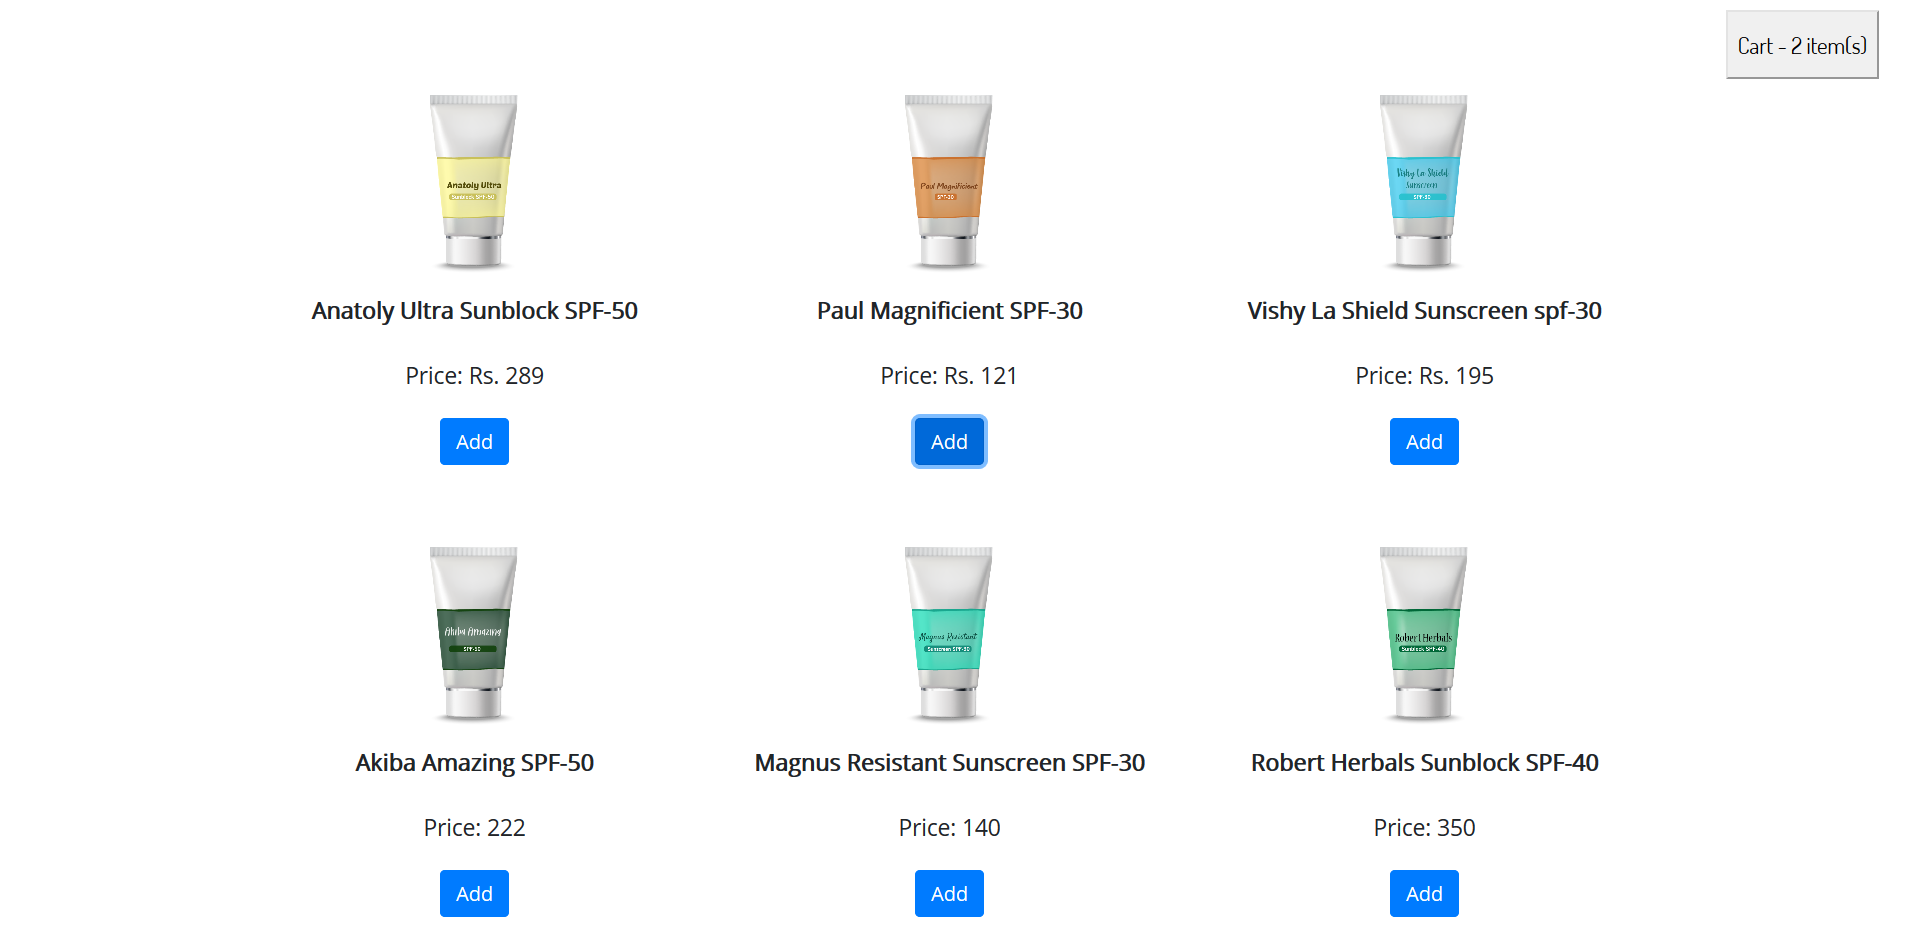 Cart - 2 item(s)
Anatoly Ultra
Sunblock SPF-50
Paul Magnificient
SPF-30
Vishy La Shield
Sunscreen
SPF-30
Anatoly Ultra Sunblock SPF-50
Paul Magnificient SPF-30
Vishy La Shield Sunscreen spf-30
Price: Rs. 289
Price: Rs. 121
Price: Rs. 195
Add
Add
Add
Akiba Amazing
SPF-50
Magnus Resistant
Sunscreen SPF-30
Robert Herbals
Sunblock SPF-40
Akiba Amazing SPF-50
Magnus Resistant Sunscreen SPF-30
Robert Herbals Sunblock SPF-40
Price: 222
Price: 140
Price: 350
Add
Add
Add